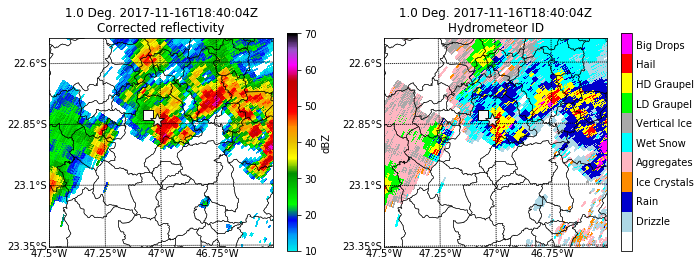 1.0 Deg. 2017-11-16T18:40:04Z
Corrected reflectivity
22.6°S
22.85°S
23.1°S
23.35°S
47.5°W
47.25°W
47.0°W
46.75°W
70
60
50
40
30
20
10
dBZ
1.0 Deg. 2017-11-16T18:40:04Z
Hydrometeor ID
22.6°S
22.85°S
23.1°S
23.35°S
47.5°W
47.25°W
47.0°W
46.75°W
Big Drops
Hail
HD Graupel
LD Graupel
Vertical Ice
Wet Snow
Aggregates
Ice Crystals
Rain
Drizzle